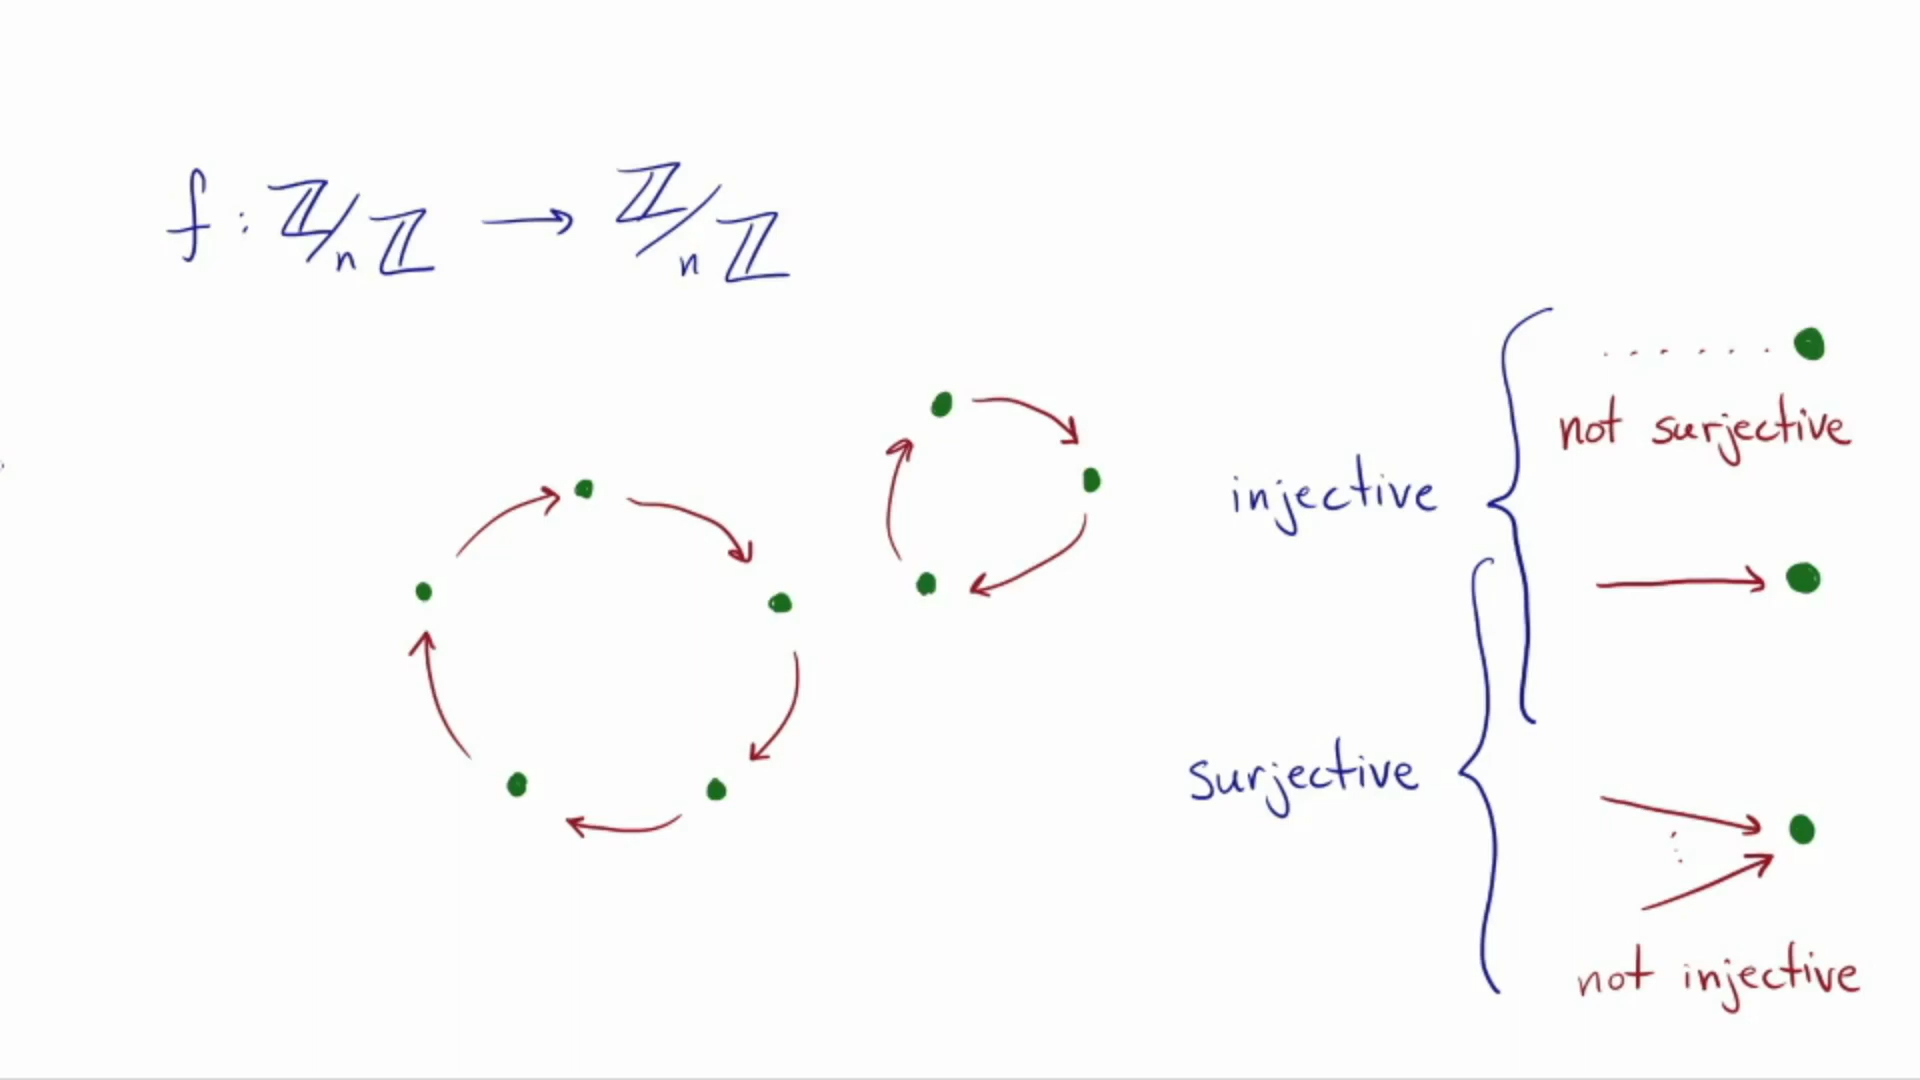 f : ℤ/nℤ → ℤ/nℤ
not surjective
injective
surjective
not injective